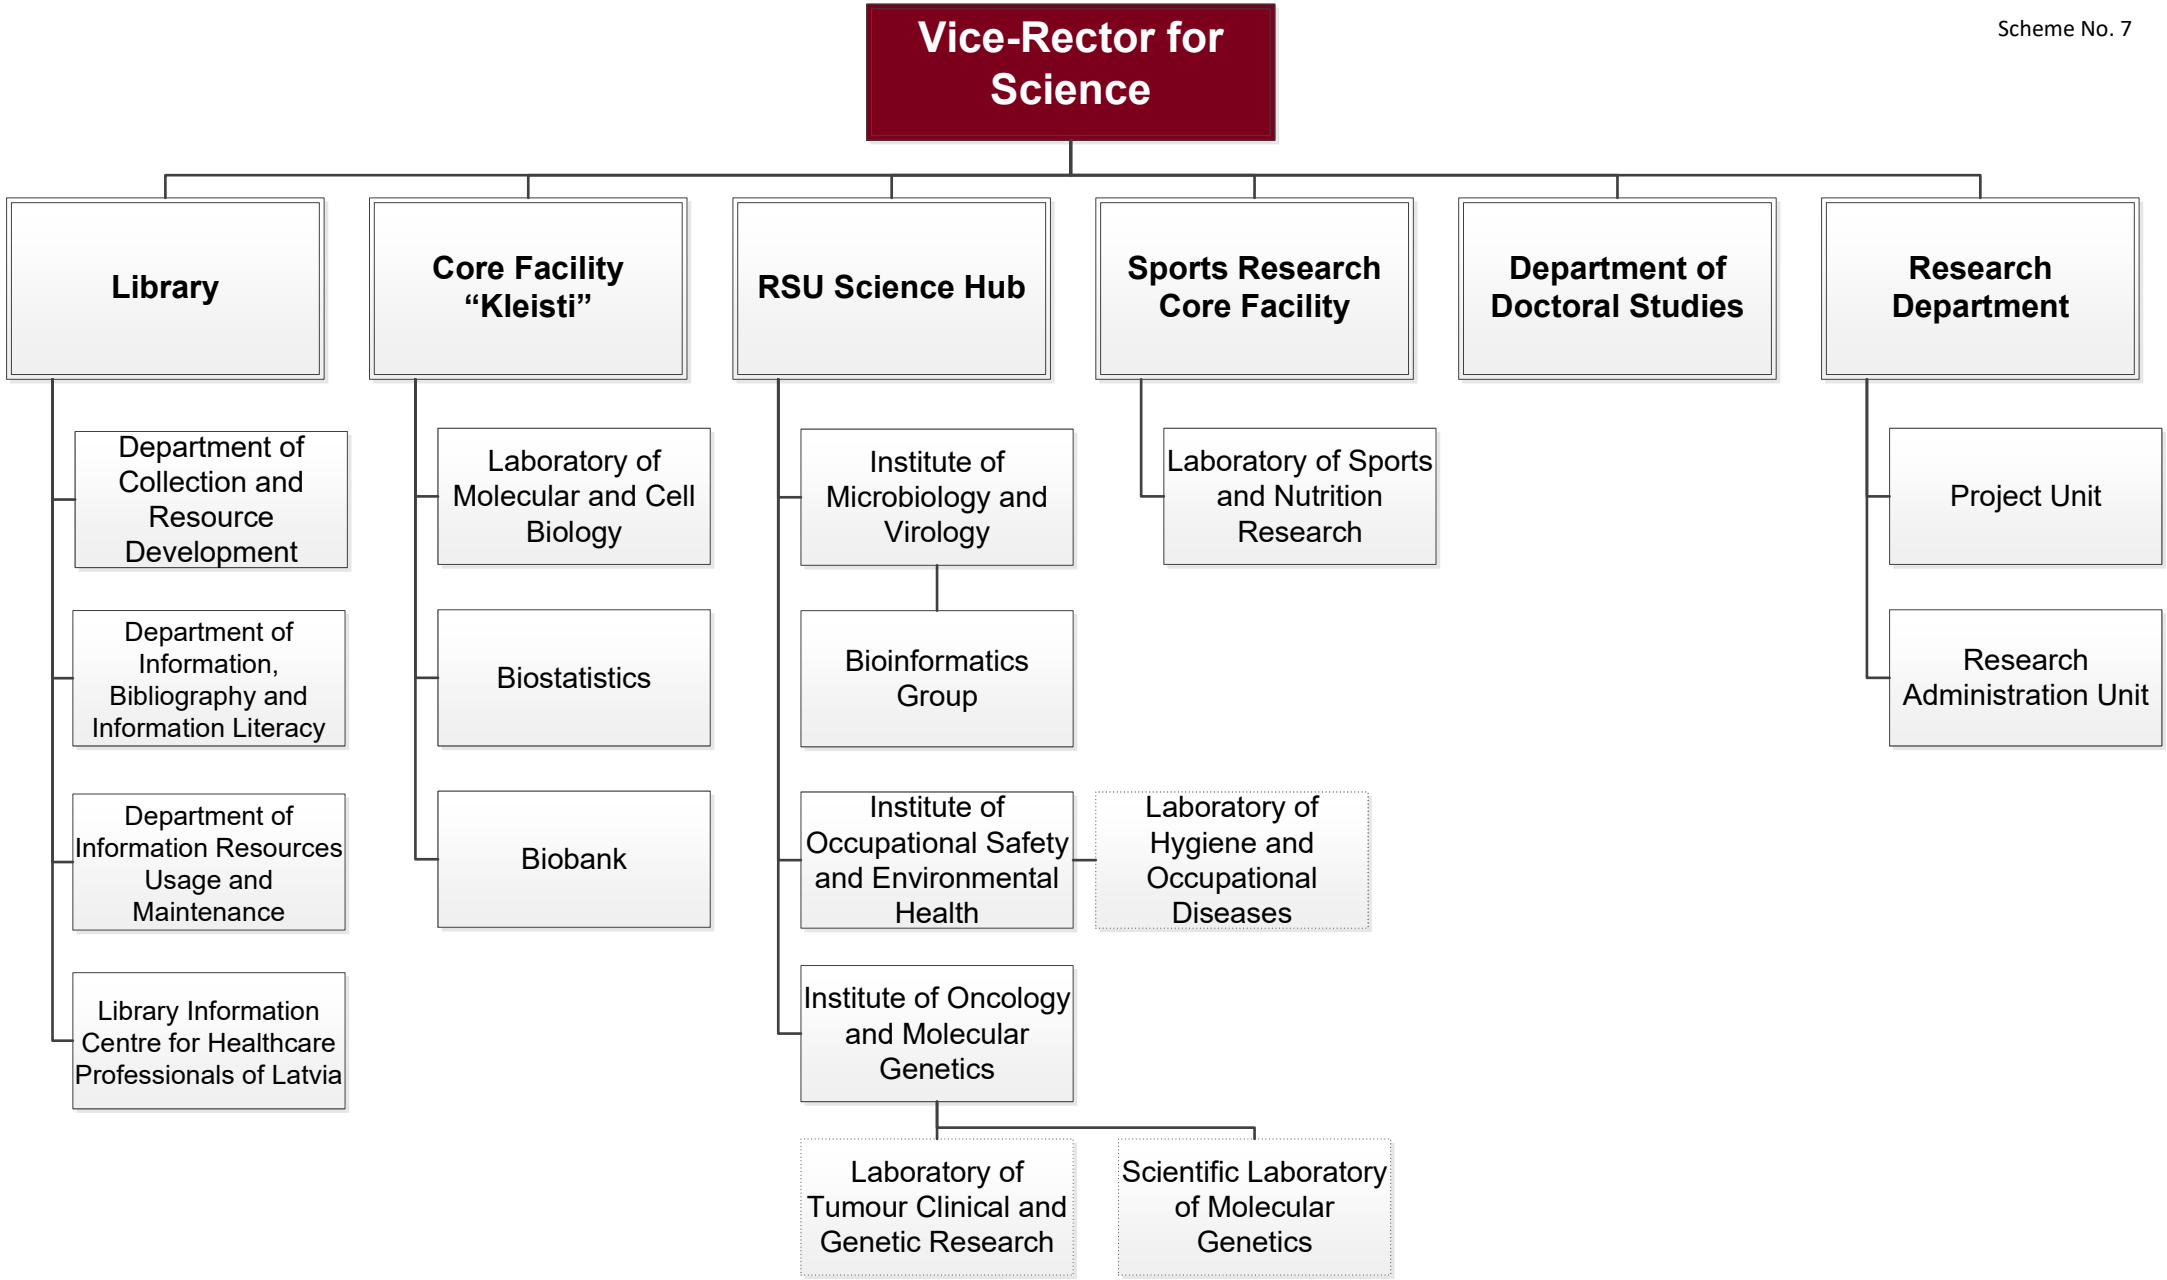 Scheme No. 7
Vice-Rector for
Science
Library
Core Facility
“Kleisti”
RSU Science Hub
Sports Research
Core Facility
Department of
Doctoral Studies
Research
Department
Department of
Collection and
Resource
Development
Department of
Information,
Bibliography and
Information Literacy
Department of
Information Resources
Usage and
Maintenance
Library Information
Centre for Healthcare
Professionals of Latvia
Laboratory of
Molecular and Cell
Biology
Biostatistics
Biobank
Institute of
Microbiology and
Virology
Bioinformatics
Group
Institute of
Occupational Safety
and Environmental
Health
Laboratory of
Hygiene and
Occupational
Diseases
Institute of Oncology
and Molecular
Genetics
Laboratory of
Tumour Clinical and
Genetic Research
Scientific Laboratory
of Molecular
Genetics
Laboratory of Sports
and Nutrition
Research
Project Unit
Research
Administration Unit